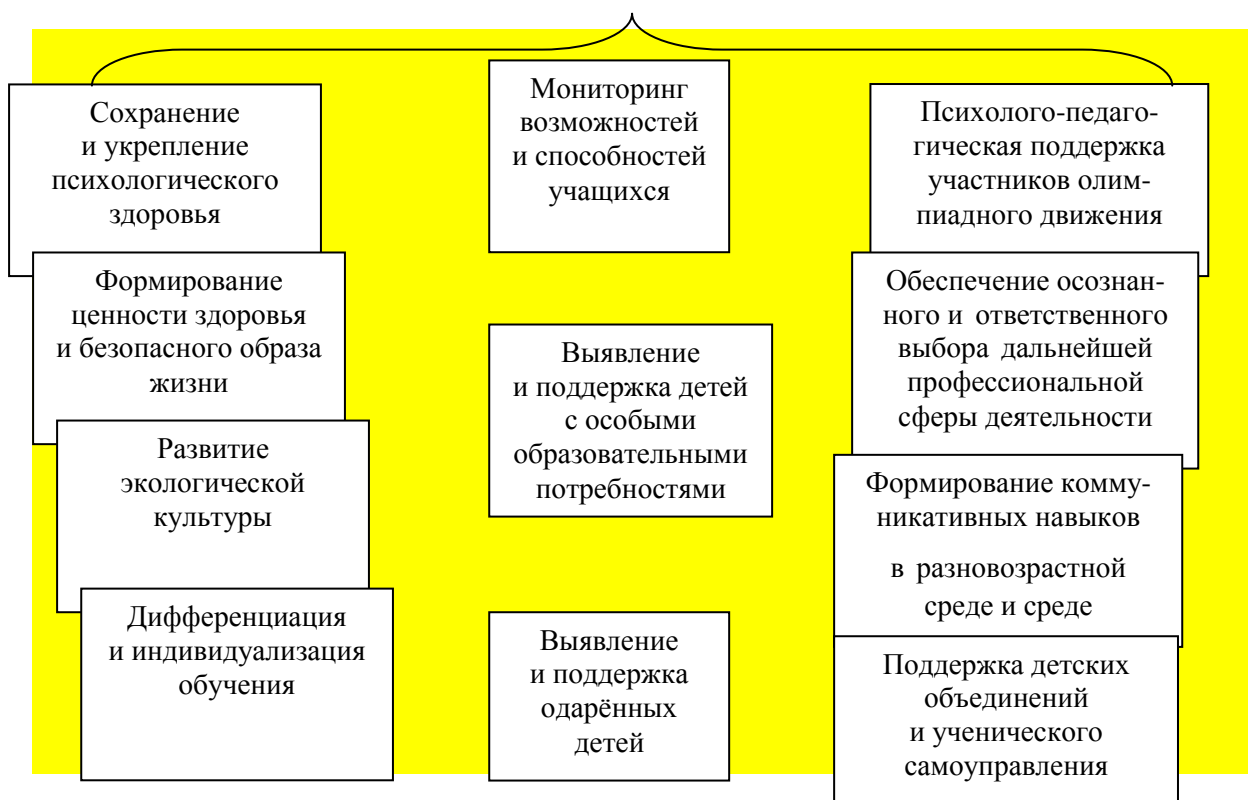 Сохранение
и укрепление
психологического
здоровья
Формирование
ценности здоровья
и безопасного образа
жизни
Развитие
экологической
культуры
Дифференциация
и индивидуализация
обучения
Мониторинг
возможностей
и способностей
учащихся
Выявление
и поддержка детей
с особыми
образовательными
потребностями
Выявление
и поддержка
одарённых
детей
Психолого-педаго-
гическая поддержка
участников олим-
пиадного движения
Обеспечение осознан-
ного и ответственного
выбора дальнейшей
профессиональной
сферы деятельности
Формирование комму-
никативных навыков
в разновозрастной
среде и среде
Поддержка детских
объединений
и ученического
самоуправления